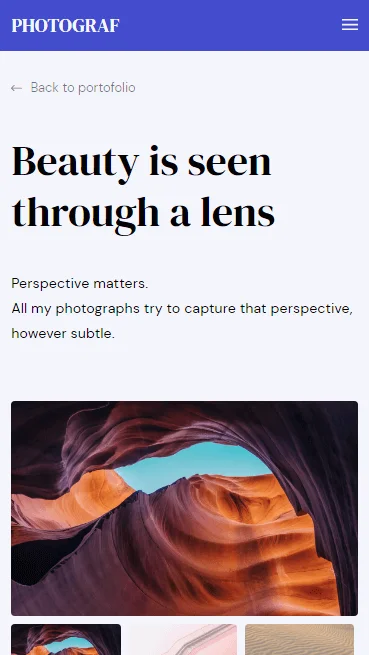 PHOTOGRAF
← Back to portofolio
Beauty is seen
through a lens
Perspective matters.
All my photographs try to capture that perspective,
however subtle.